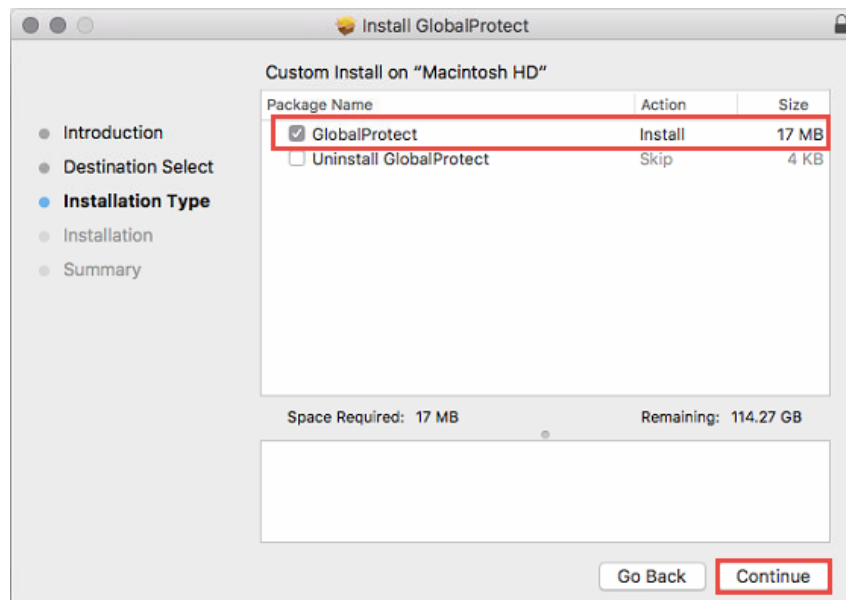 Install GlobalProtect
Custom Install on “Macintosh HD”
Package Name Action Size
GlobalProtect Install 17 MB
Uninstall GlobalProtect Skip 4 KB
Introduction
Destination Select
Installation Type
Installation
Summary
Space Required: 17 MB Remaining: 114.27 GB
Go Back Continue